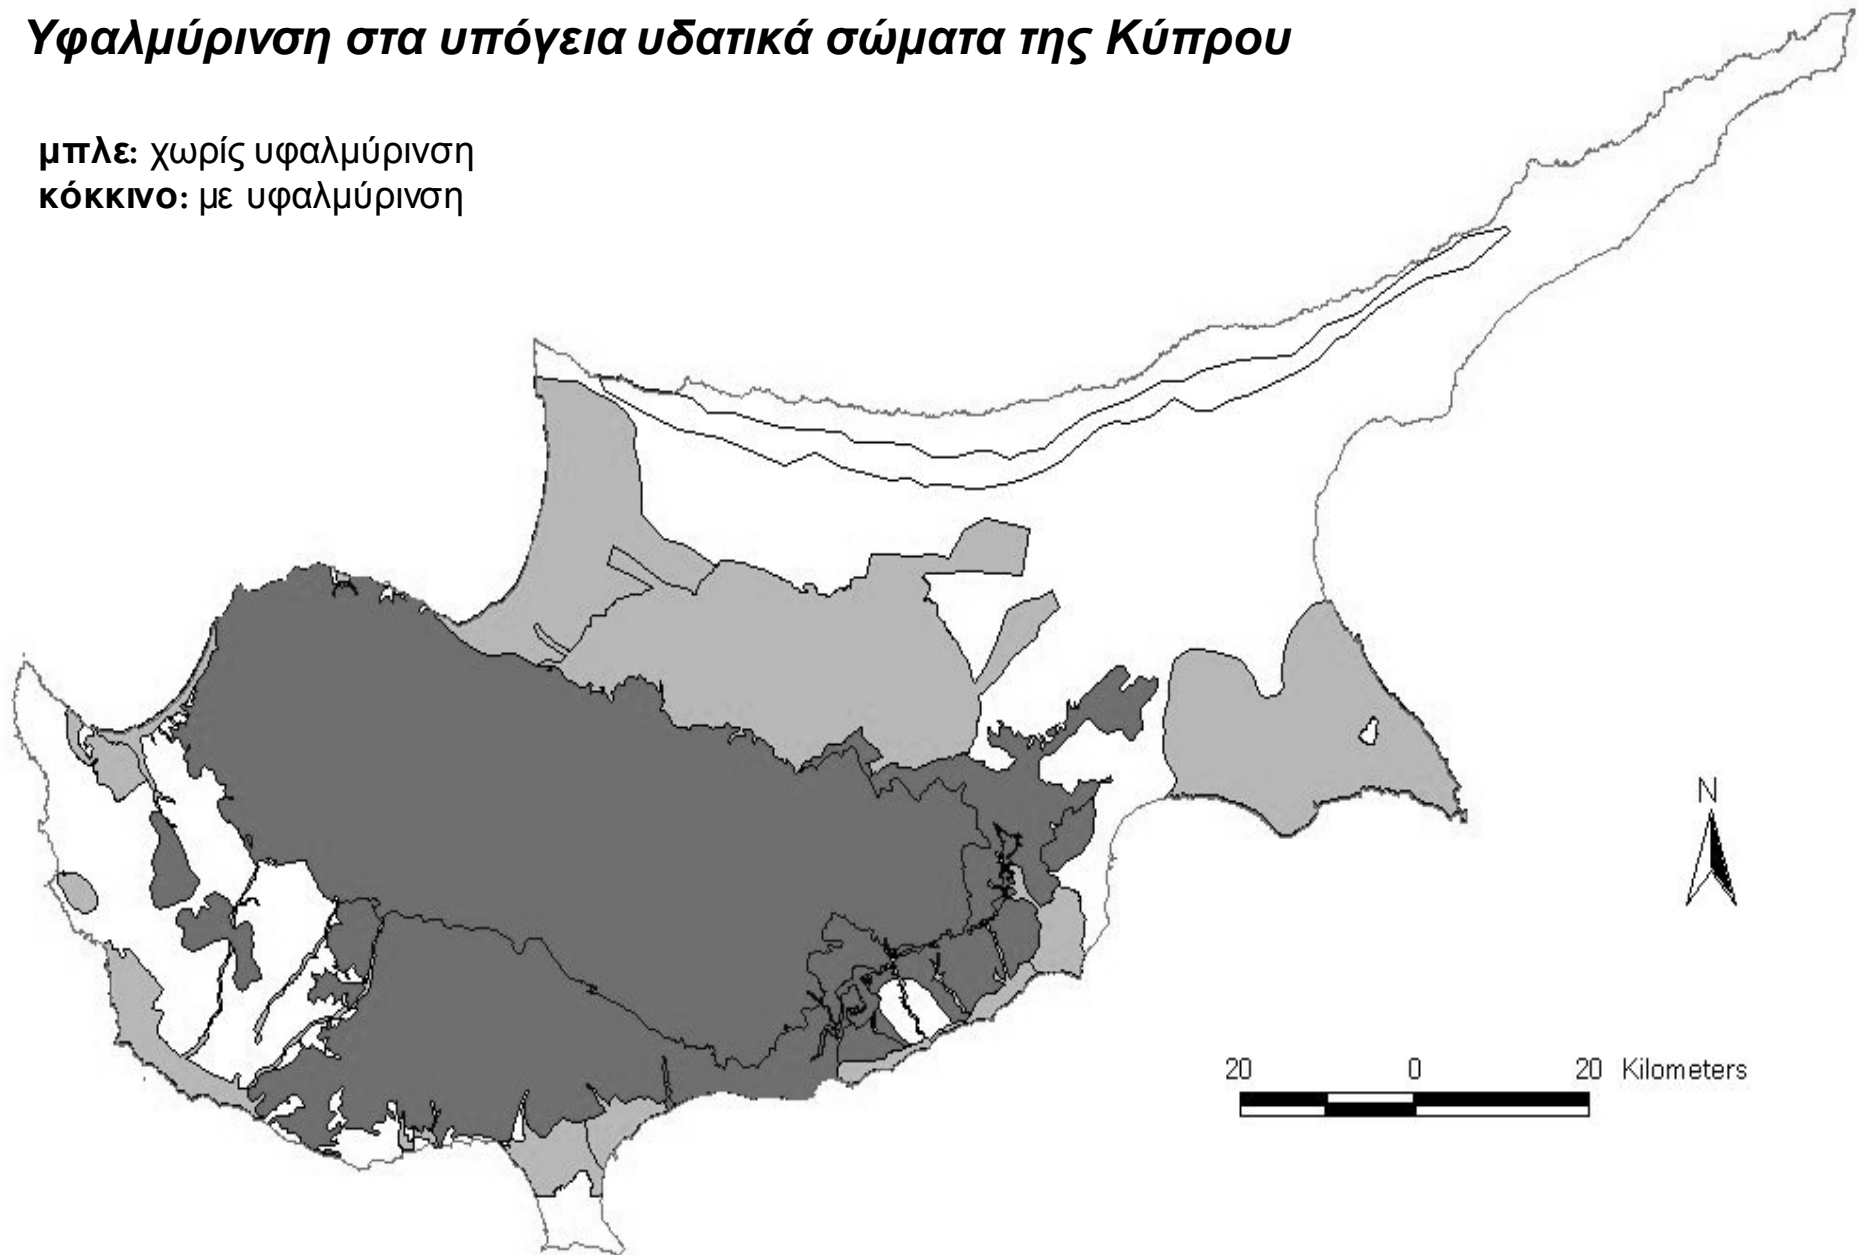 Υφαλμύρινση στα υπόγεια υδατικά σώματα της Κύπρου
μπλε: χωρίς υφαλμύρινση
κόκκινο: με υφαλμύρινση
N
20 0 20 Kilometers